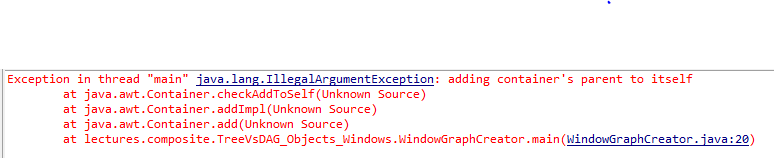 Exception in thread "main" java.lang.IllegalArgumentException: adding container's parent to itself
at java.awt.Container.checkAddToSelf(Unknown Source)
at java.awt.Container.addImpl(Unknown Source)
at java.awt.Container.add(Unknown Source)
at lectures.composite.TreeVsDAG_Objects_Windows.WindowGraphCreator.main(WindowGraphCreator.java:20)